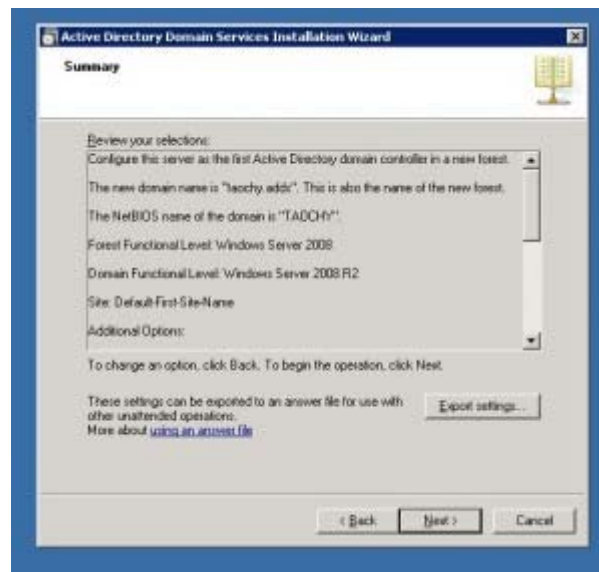 Active Directory Domain Services Installation Wizard
Summary
Review your selections:
Configure this server as the first Active Directory domain controller in a new forest.
The new domain name is "taochy.adds". This is also the name of the new forest.
The NetBIOS name of the domain is "TAOCHY".
Forest Functional Level: Windows Server 2008
Domain Functional Level: Windows Server 2008 R2
Site: Default-First-Site-Name
Additional Options:
To change an option, click Back. To begin the operation, click Next.
These settings can be exported to an answer file for use with
other unattended operations.
More about using an answer file
Export settings...
< Back
Next >
Cancel